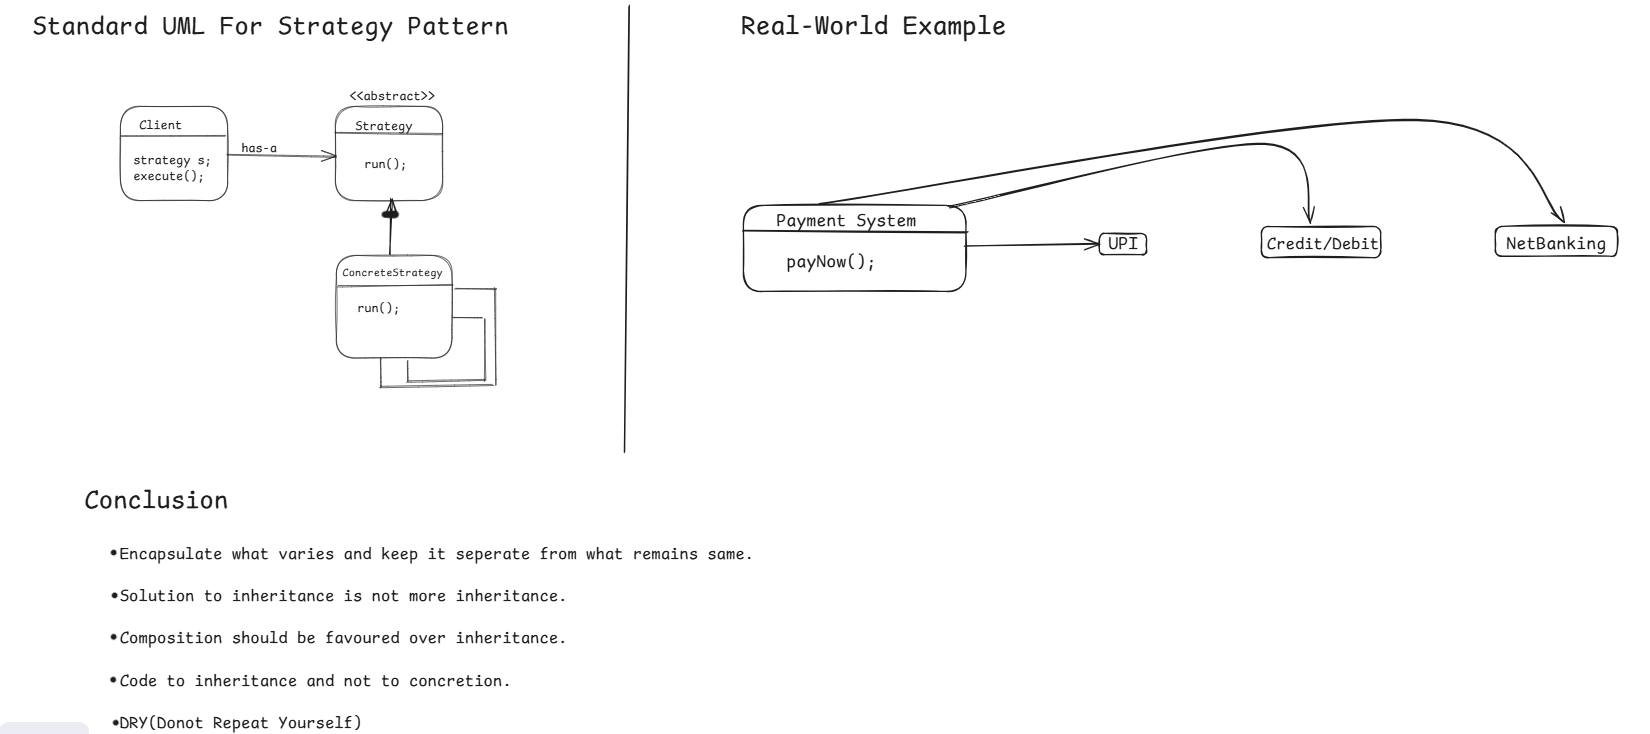 Standard UML For Strategy Pattern
<<abstract>>
Client
strategy s;
execute();
has-a
Strategy
run();
ConcreteStrategy
run();
Real-World Example
Payment System
payNow();
UPI
Credit/Debit
NetBanking
Conclusion
•Encapsulate what varies and keep it seperate from what remains same.
•Solution to inheritance is not more inheritance.
•Composition should be favoured over inheritance.
•Code to inheritance and not to concretion.
•DRY(Donot Repeat Yourself)